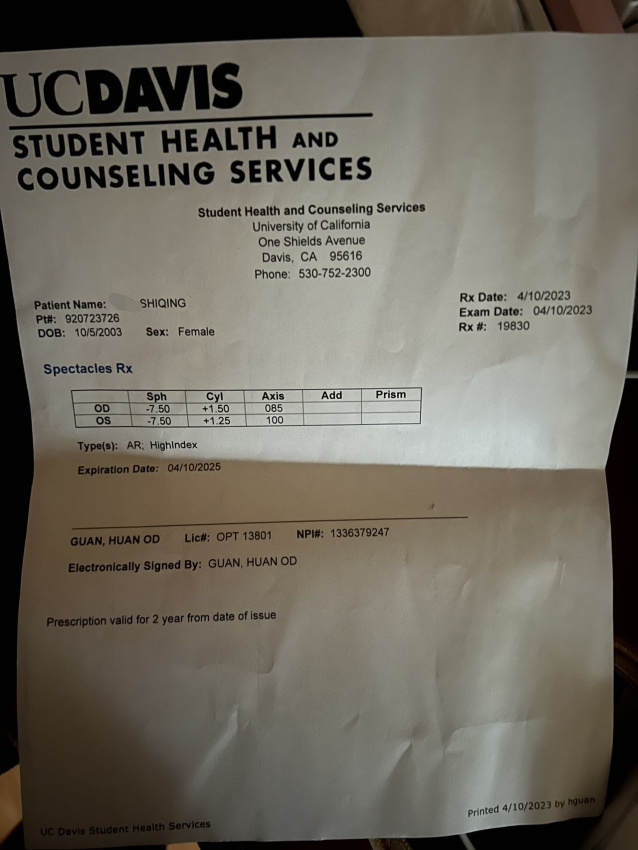 UCDAVIS
STUDENT HEALTH AND
COUNSELING SERVICES
Student Health and Counseling Services
University of California
One Shields Avenue
Davis, CA 95616
Phone: 530-752-2300
Patient Name: SHIQING
Pt#: 920723726
DOB: 10/5/2003 Sex: Female
Rx Date: 4/10/2023
Exam Date: 04/10/2023
Rx #: 19830
Spectacles Rx
Sph Cyl Axis Add Prism
OD -7.50 +1.50 085
OS -7.50 +1.25 100
Type(s): AR; HighIndex
Expiration Date: 04/10/2025
GUAN, HUAN OD Lic#: OPT 13801 NPI#: 1336379247
Electronically Signed By: GUAN, HUAN OD
Prescription valid for 2 year from date of issue
UC Davis Student Health Services
Printed 4/10/2023 by hguan